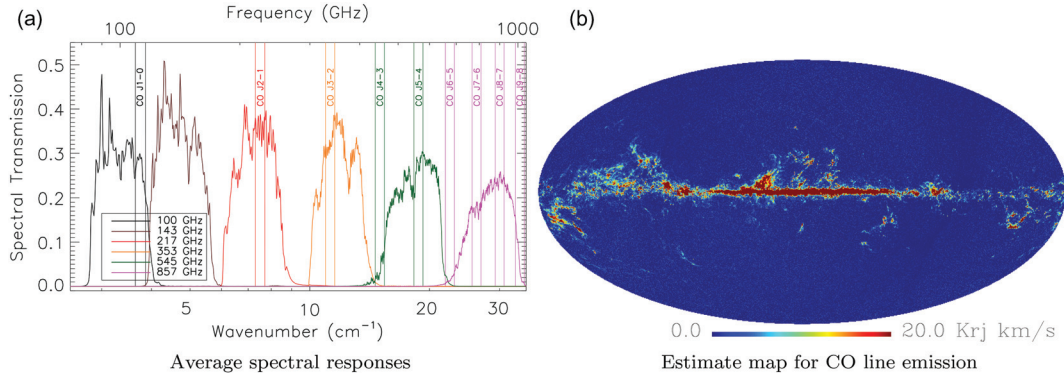 (a)
Frequency (GHz)
100
1000
Spectral Transmission
0.5
0.4
0.3
0.2
0.1
0.0
CO J1-0
CO J2-1
CO J3-2
CO J4-3
CO J5-4
CO J6-5
CO J7-6
CO J8-7
CO J9-8
100 GHz
143 GHz
217 GHz
353 GHz
545 GHz
857 GHz
5
10
20
30
Wavenumber (cm⁻¹)
Average spectral responses
(b)
0.0
20.0 Krj km/s
Estimate map for CO line emission